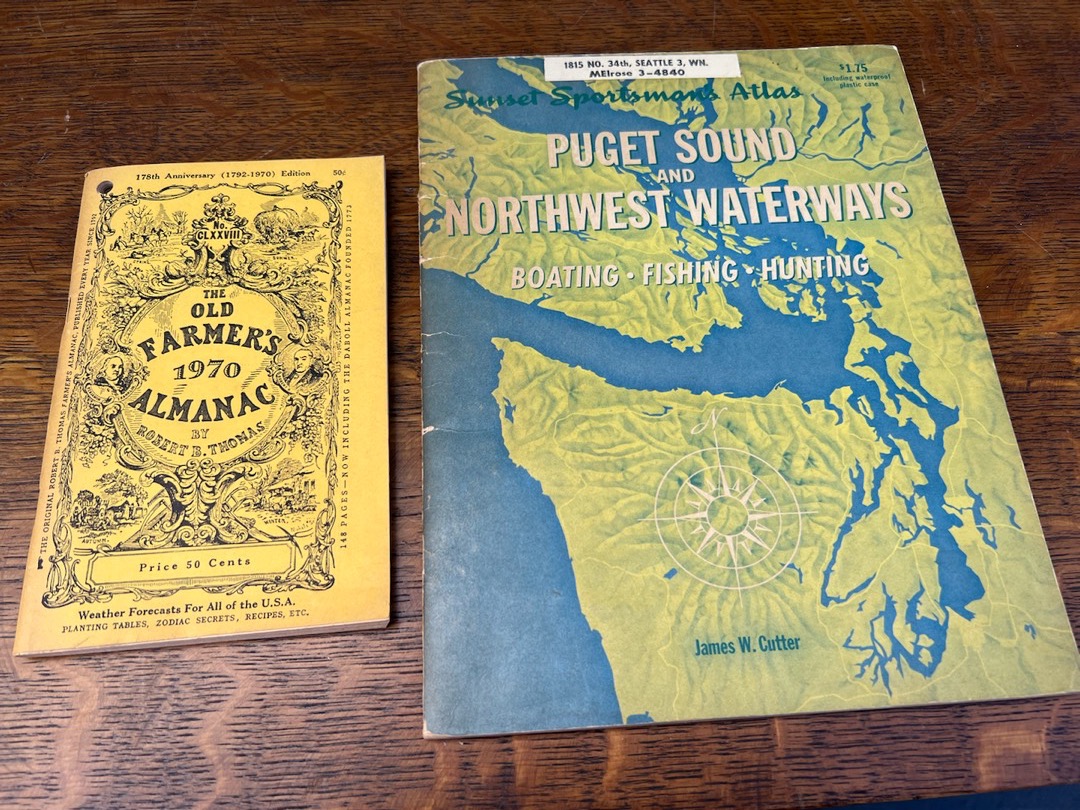 178th Anniversary (1792-1970) Edition 50¢
No.
CLXXVIII
THE
OLD
FARMER'S
1970
ALMANAC
BY
ROBERT B. THOMAS
THE ORIGINAL ROBERT B. THOMAS FARMER'S ALMANAC, PUBLISHED EVERY YEAR SINCE 1792
148 PAGES—NOW INCLUDING THE DABOLL ALMANAC FOUNDED 1773
AUTUMN.
WINTER.
Price 50 Cents
Weather Forecasts For All of the U.S.A.
PLANTING TABLES, ZODIAC SECRETS, RECIPES, ETC.
1815 NO. 34th, SEATTLE 3, WN.
MElrose 3-4840
$1.75
Including waterproof
plastic case
Sunset Sportsman's Atlas
PUGET SOUND
AND
NORTHWEST WATERWAYS
BOATING · FISHING · HUNTING
N
James W. Cutter